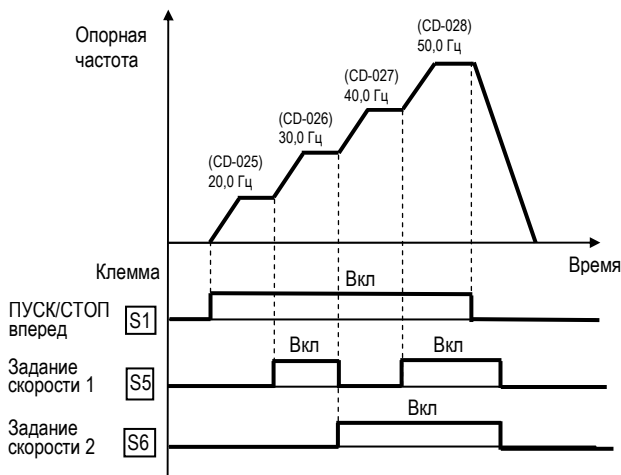 Опорная
частота
(CD-028)
50,0 Гц
(CD-027)
40,0 Гц
(CD-026)
30,0 Гц
(CD-025)
20,0 Гц
Время
Клемма
Вкл
ПУСК/СТОП
вперед
S1
Вкл
Вкл
Задание
скорости 1
S5
Вкл
Задание
скорости 2
S6